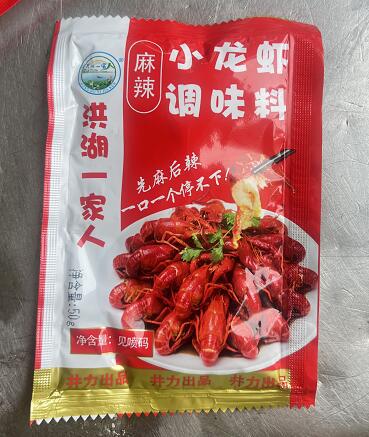 麻辣
小龙虾
调味料
洪湖一家人
先麻后辣
一口一个停不下!
净含量:50g
净含量: 见喷码
井力出品 井力出品 井力出品